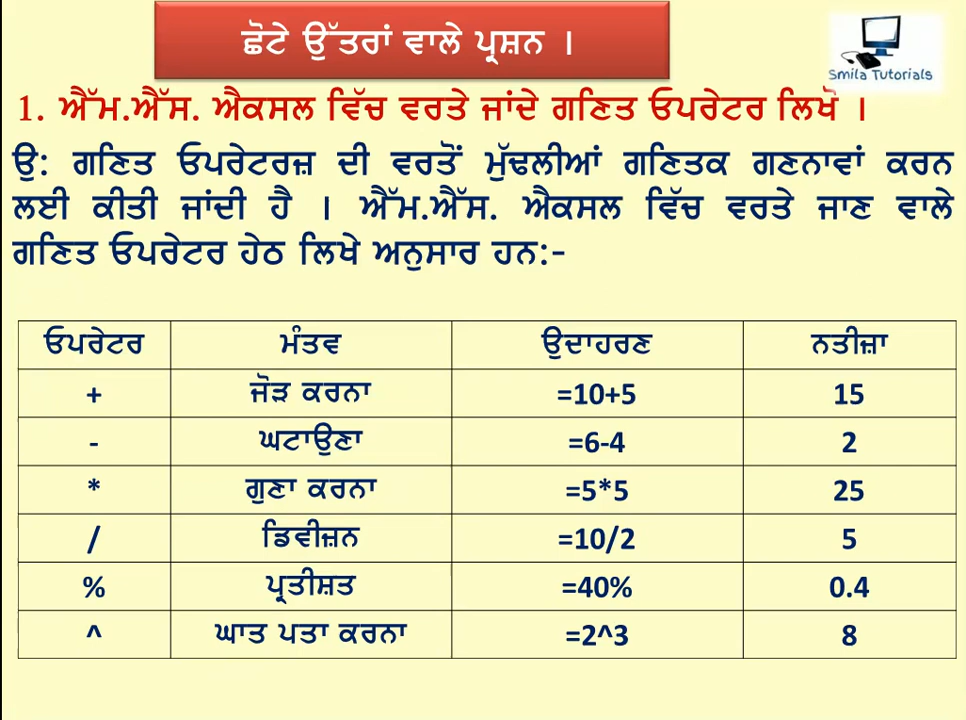 ਛੋਟੇ ਉੱਤਰਾਂ ਵਾਲੇ ਪ੍ਰਸ਼ਨ ।
Smila Tutorials
1. ਐੱਮ.ਐੱਸ. ਐਕਸਲ ਵਿੱਚ ਵਰਤੇ ਜਾਂਦੇ ਗਣਿਤ ਓਪਰੇਟਰ ਲਿਖੋ ।
ਉ: ਗਣਿਤ ਓਪਰੇਟਰਜ਼ ਦੀ ਵਰਤੋਂ ਮੁੱਢਲੀਆਂ ਗਣਿਤਕ ਗਣਨਾਵਾਂ ਕਰਨ
ਲਈ ਕੀਤੀ ਜਾਂਦੀ ਹੈ । ਐੱਮ.ਐੱਸ. ਐਕਸਲ ਵਿੱਚ ਵਰਤੇ ਜਾਣ ਵਾਲੇ
ਗਣਿਤ ਓਪਰੇਟਰ ਹੇਠ ਲਿਖੇ ਅਨੁਸਾਰ ਹਨ:-
ਓਪਰੇਟਰ ਮੰਤਵ ਉਦਾਹਰਣ ਨਤੀਜ਼ਾ
+ ਜੋੜ ਕਰਨਾ =10+5 15
- ਘਟਾਉਣਾ =6-4 2
* ਗੁਣਾ ਕਰਨਾ =5*5 25
/ ਡਿਵੀਜ਼ਨ =10/2 5
% ਪ੍ਰਤੀਸ਼ਤ =40% 0.4
^ ਘਾਤ ਪਤਾ ਕਰਨਾ =2^3 8